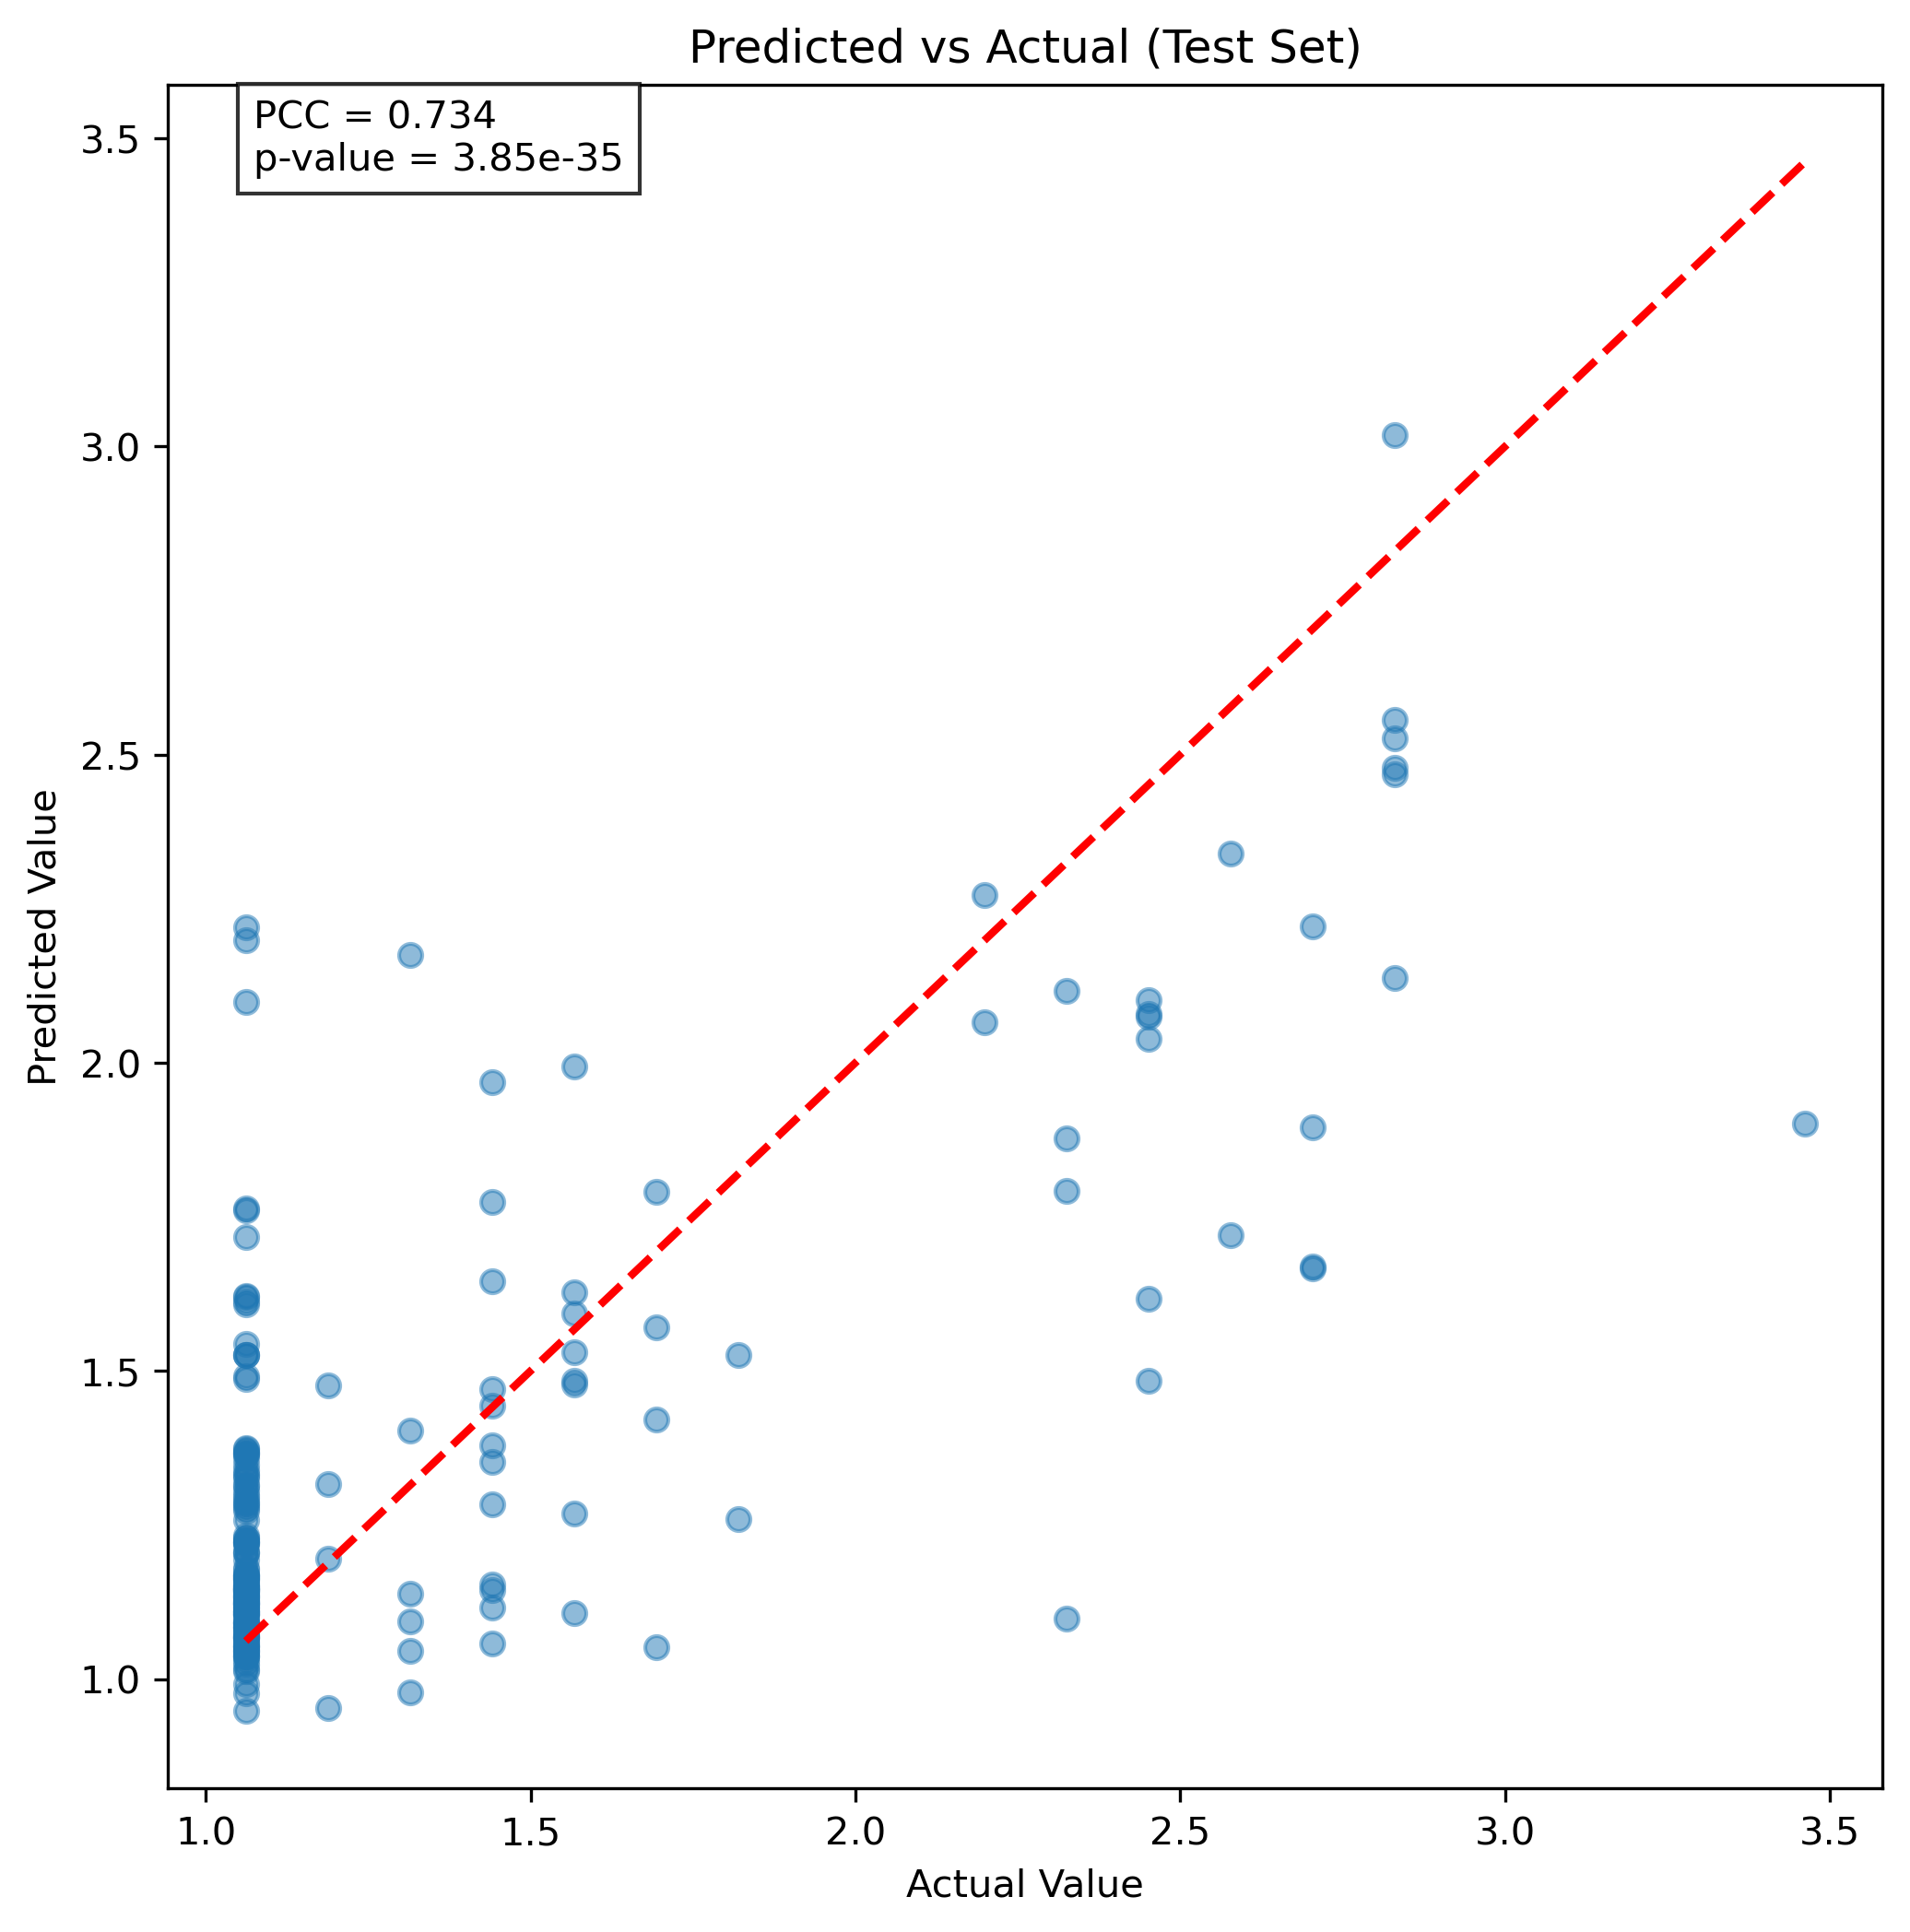 Predicted vs Actual (Test Set)
PCC = 0.734
p-value = 3.85e-35
3.5
3.0
2.5
2.0
1.5
1.0
Predicted Value
1.0 1.5 2.0 2.5 3.0 3.5
Actual Value